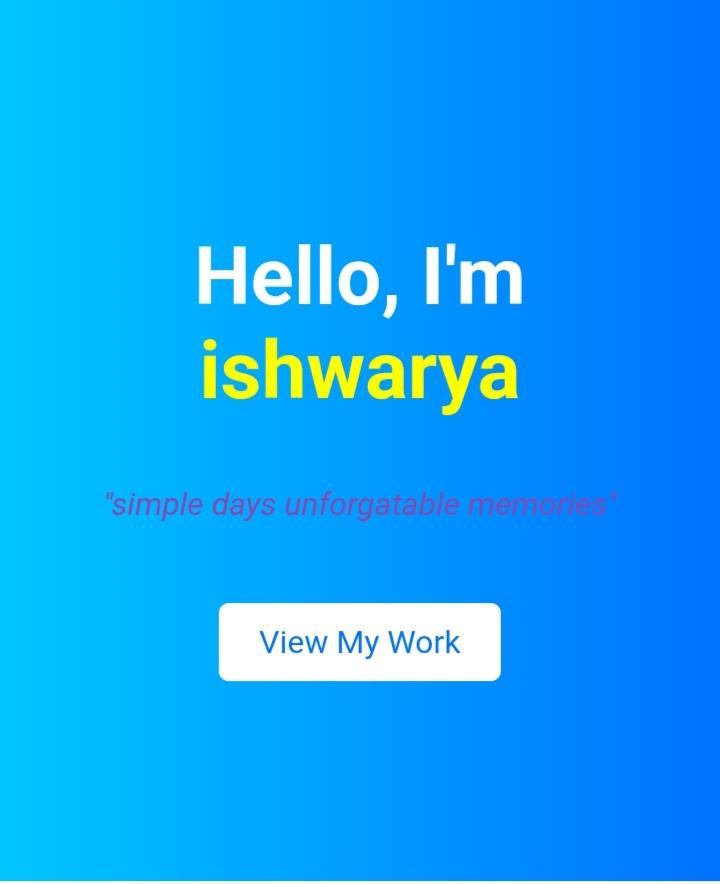 Hello, I'm
ishwarya
"simple days unforgatable memories"
View My Work